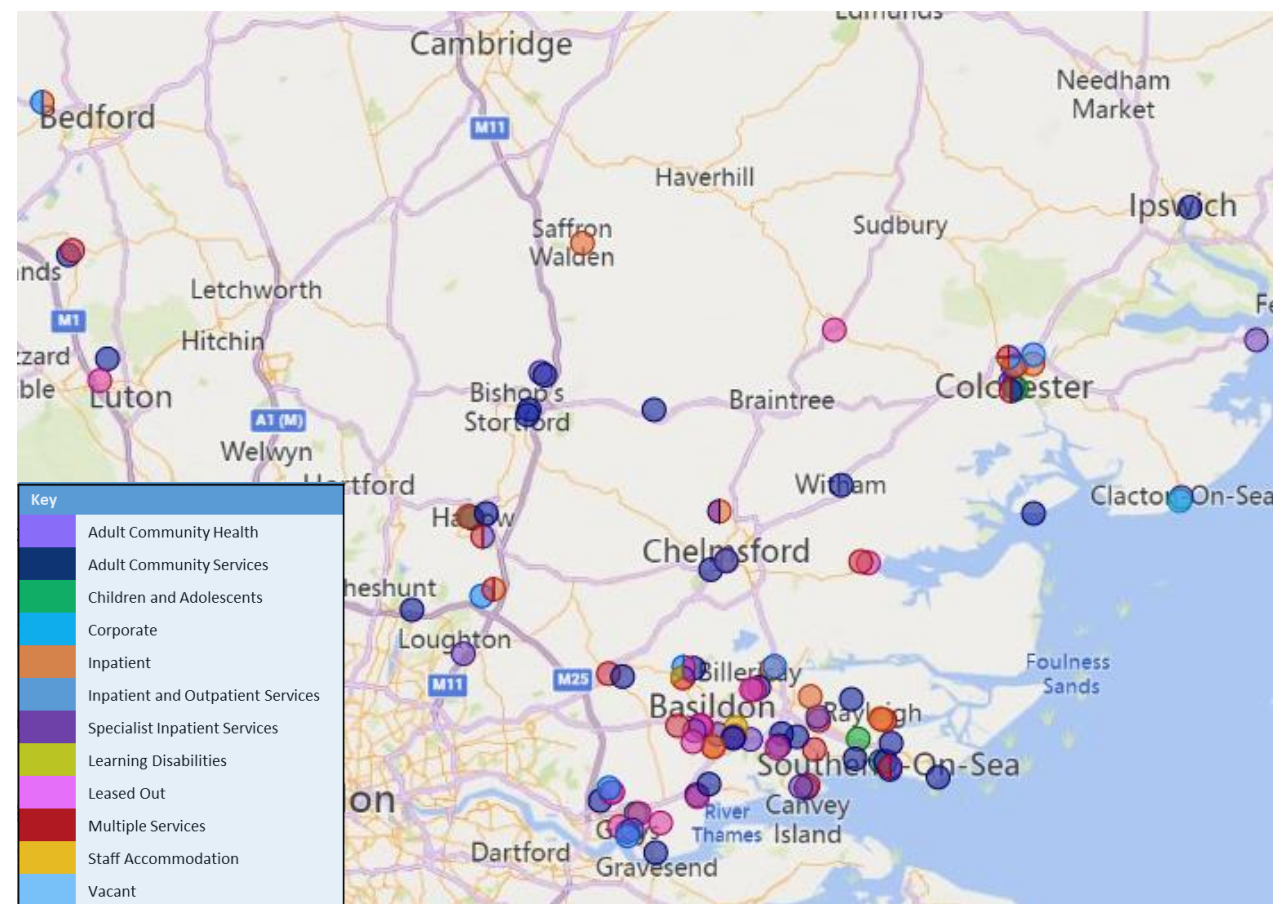 Cambridge
Needham
Market
Bedford
M11
Haverhill
Ipswich
Saffron
Walden
Sudbury
Letchworth
M1
Hitchin
Luton
Bishop's
Stortford
Braintree
Colchester
A1 (M)
Welwyn
Witham
Clacton-On-Sea
Harlow
Chelmsford
Loughton
M11
M25
Billericay
Foulness
Sands
Basildon
Rayleigh
Southend-On-Sea
Canvey
Island
River
Thames
Grays
Dartford
Gravesend
Key
Adult Community Health
Adult Community Services
Children and Adolescents
Corporate
Inpatient
Inpatient and Outpatient Services
Specialist Inpatient Services
Learning Disabilities
Leased Out
Multiple Services
Staff Accommodation
Vacant